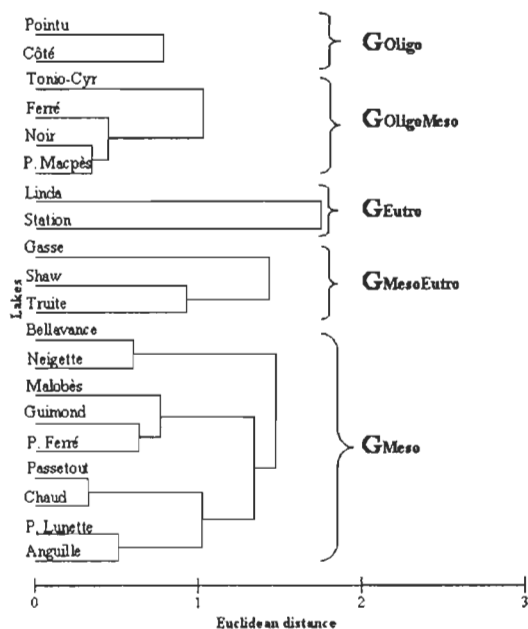 Pointu
Côté
GOligo
Tonio-Cyr
Ferré
Noir
P. Macpès
GOligoMeso
Linda
Station
GEutro
Gasse
Shaw
Truite
GMesoEutro
Lakes
Bellavance
Neigette
Malobès
Guimond
P. Ferré
Passetout
Chaud
P. Lunette
Anguille
GMeso
0 1 2 3
Euclidean distance